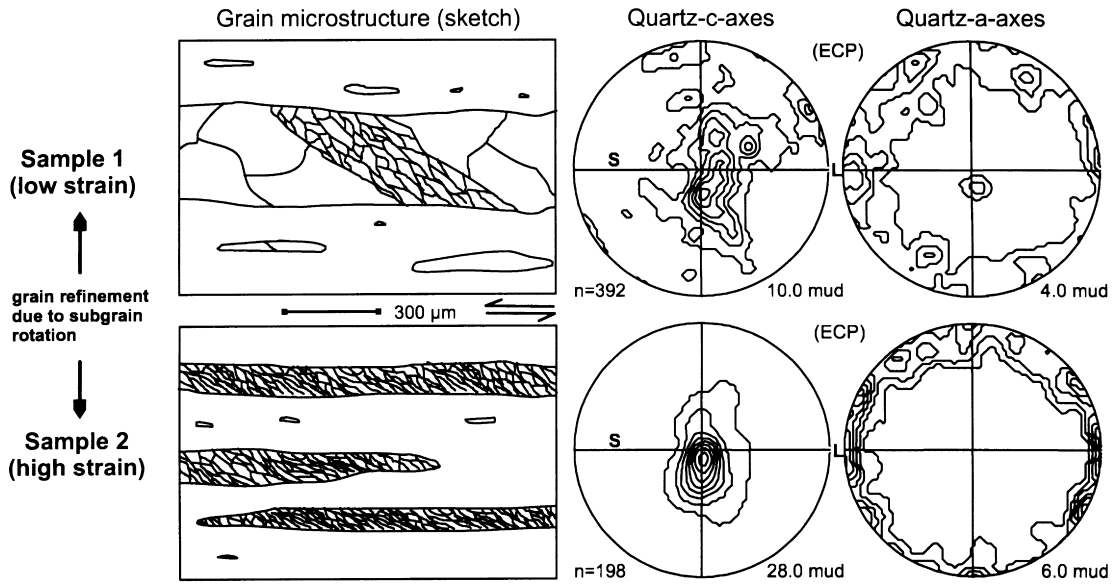 Grain microstructure (sketch)
Quartz-c-axes
Quartz-a-axes
(ECP)
Sample 1
(low strain)
S
L
n=392
10.0 mud
4.0 mud
grain refinement
due to subgrain
rotation
300 µm
(ECP)
Sample 2
(high strain)
S
L
n=198
28.0 mud
6.0 mud